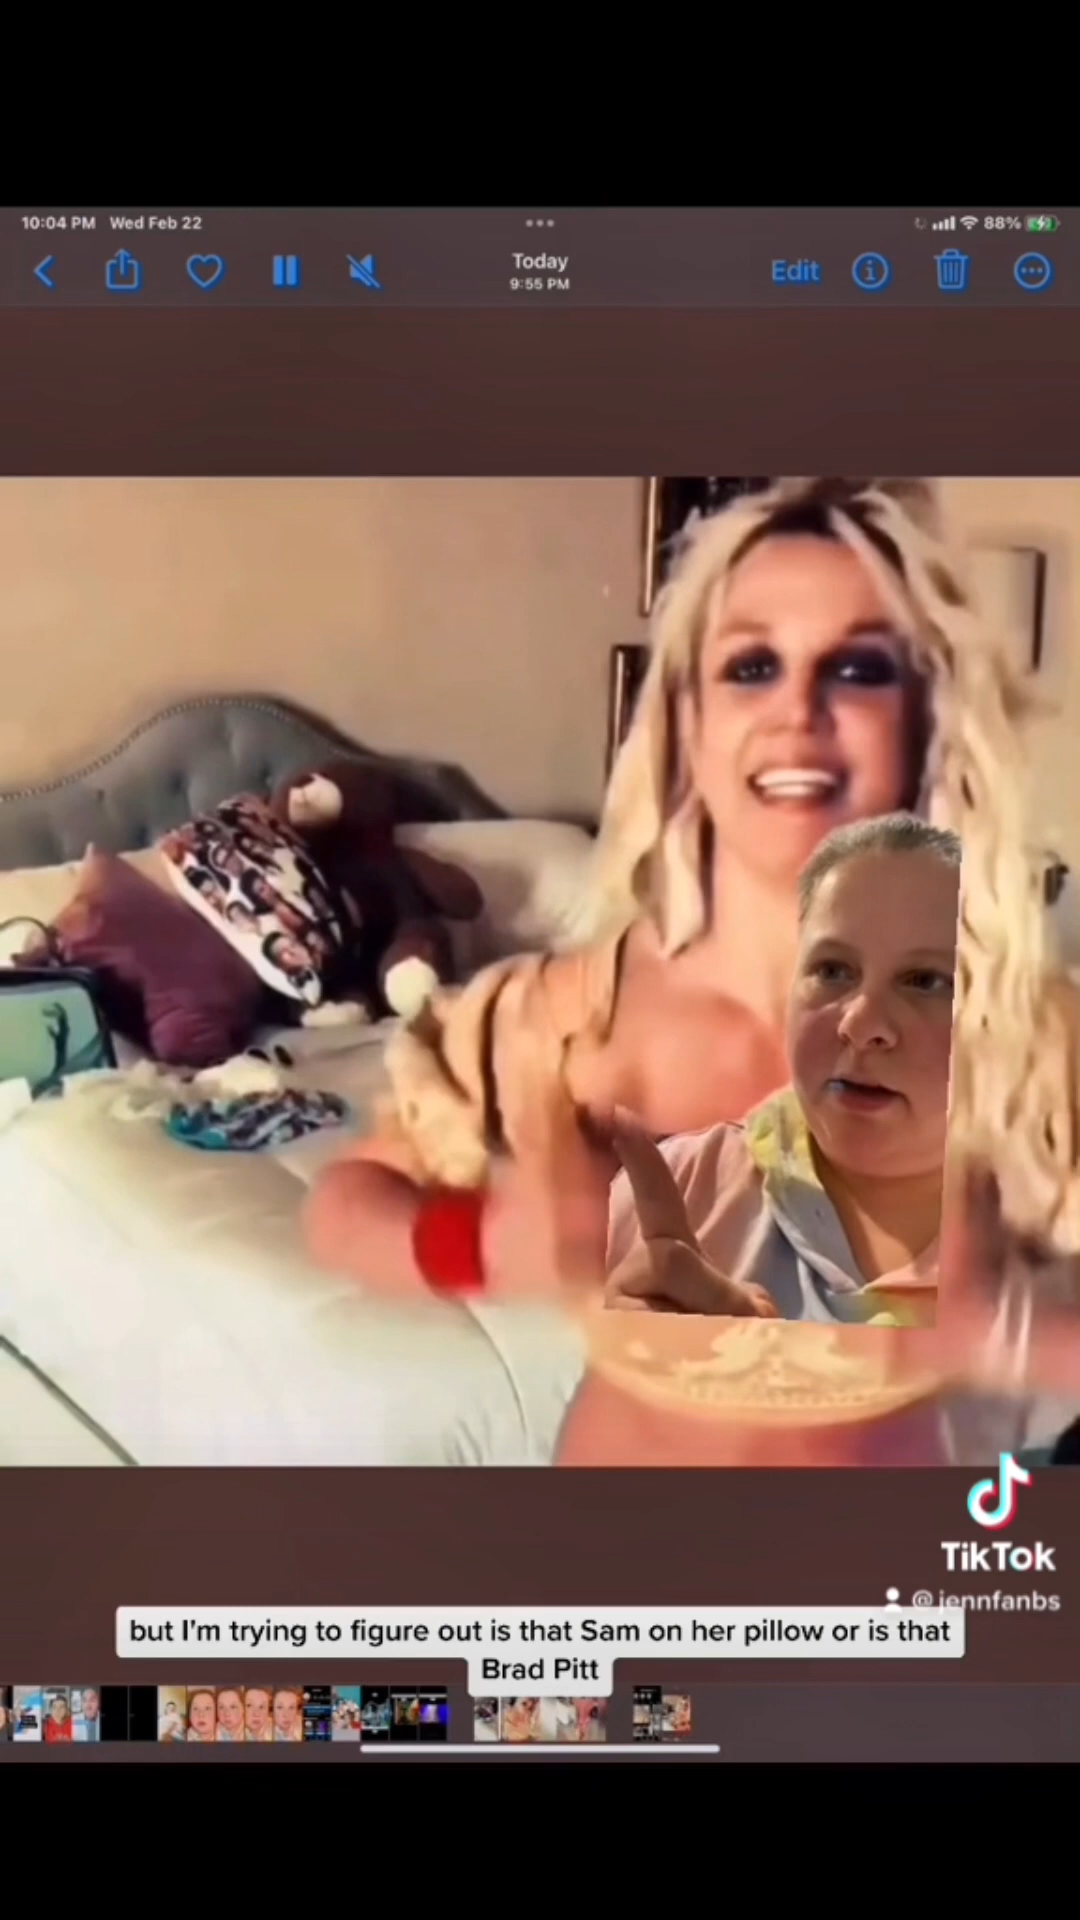 10:04 PM Wed Feb 22
88%
Today
9:55 PM
Edit
TikTok
@jennfanbs
but I'm trying to figure out is that Sam on her pillow or is that
Brad Pitt